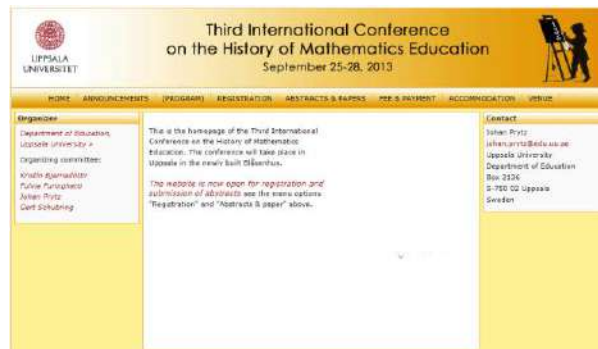 UPPSALA
UNIVERSITET
Third International Conference
on the History of Mathematics Education
September 25-28, 2013
HOME ANNOUNCEMENTS (PROGRAM) REGISTRATION ABSTRACTS & PAPERS FEE & PAYMENT ACCOMMODATION VENUE
Organizer
Department of Education,
Uppsala University »
Organizing committee:
Kristín Bjarnadóttir
Fulvia Furinghetti
Johan Prytz
Gert Schubring
This is the homepage of the Third International
Conference on the History of Mathematics
Education. The conference will take place in
Uppsala in the newly built Blåsenhus.
The website is now open for registration and
submission of abstracts see the menu options
"Registration" and "Abstracts & paper" above.
Contact
Johan Prytz
johan.prytz@edu.uu.se
Uppsala University
Department of Education
Box 2136
S-750 02 Uppsala
Sweden